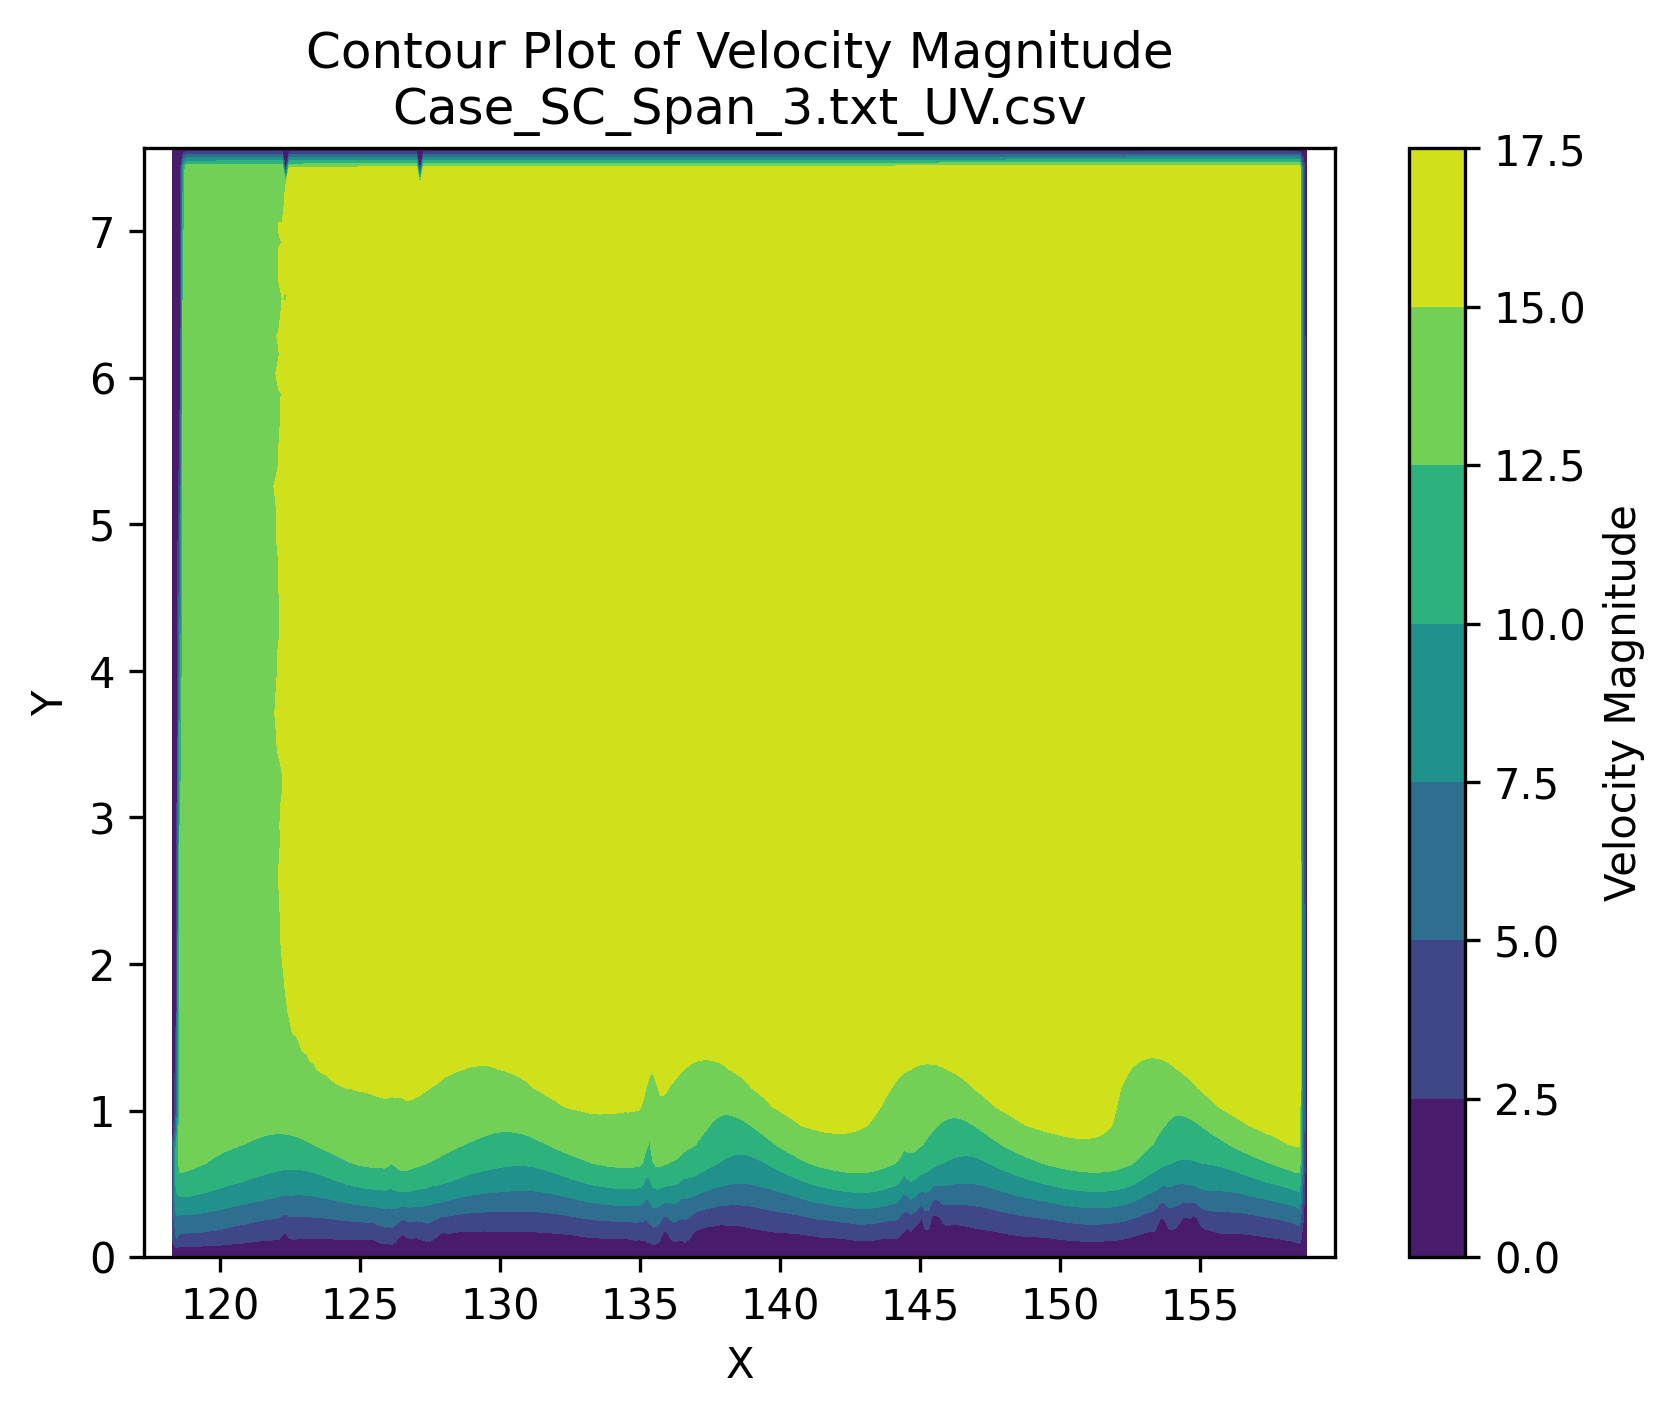 Contour Plot of Velocity Magnitude
Case_SC_Span_3.txt_UV.csv
Y
7
6
5
4
3
2
1
0
120 125 130 135 140 145 150 155
X
17.5
15.0
12.5
10.0
7.5
5.0
2.5
0.0
Velocity Magnitude